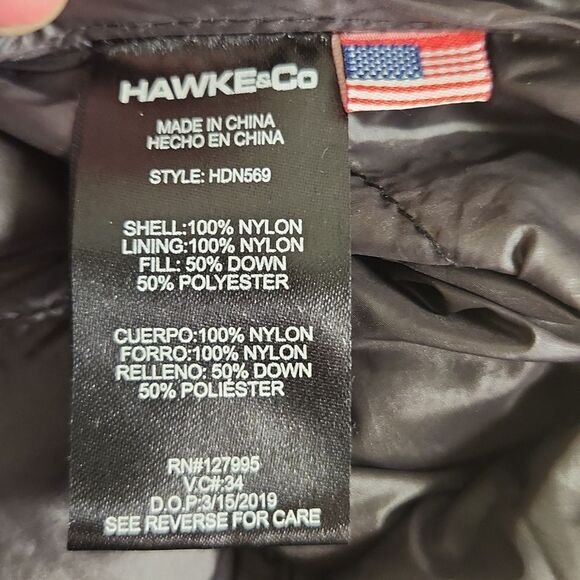 HAWKE&CO
MADE IN CHINA
HECHO EN CHINA
STYLE: HDN569
SHELL:100% NYLON
LINING:100% NYLON
FILL: 50% DOWN
50% POLYESTER
CUERPO:100% NYLON
FORRO:100% NYLON
RELLENO: 50% DOWN
50% POLIÉSTER
RN#127995
V.C#:34
D.O.P:3/15/2019
SEE REVERSE FOR CARE